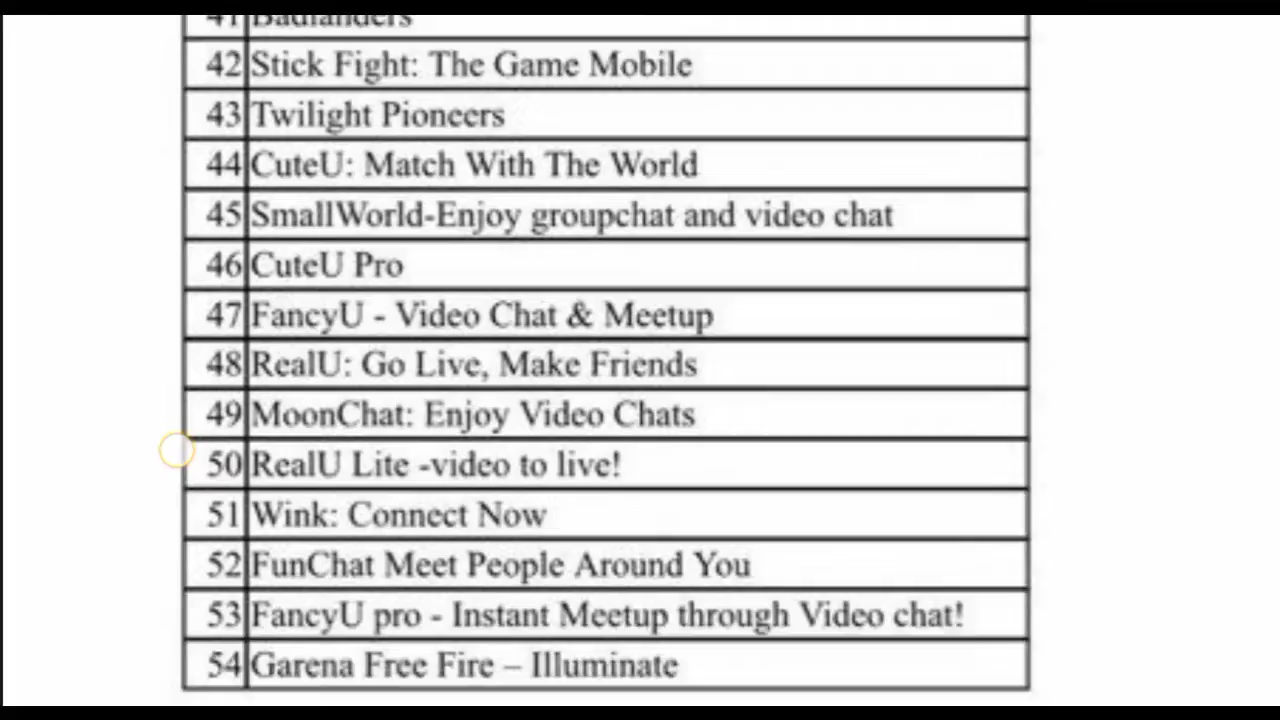 41 Badlanders
42 Stick Fight: The Game Mobile
43 Twilight Pioneers
44 CuteU: Match With The World
45 SmallWorld-Enjoy groupchat and video chat
46 CuteU Pro
47 FancyU - Video Chat & Meetup
48 RealU: Go Live, Make Friends
49 MoonChat: Enjoy Video Chats
50 RealU Lite -video to live!
51 Wink: Connect Now
52 FunChat Meet People Around You
53 FancyU pro - Instant Meetup through Video chat!
54 Garena Free Fire – Illuminate